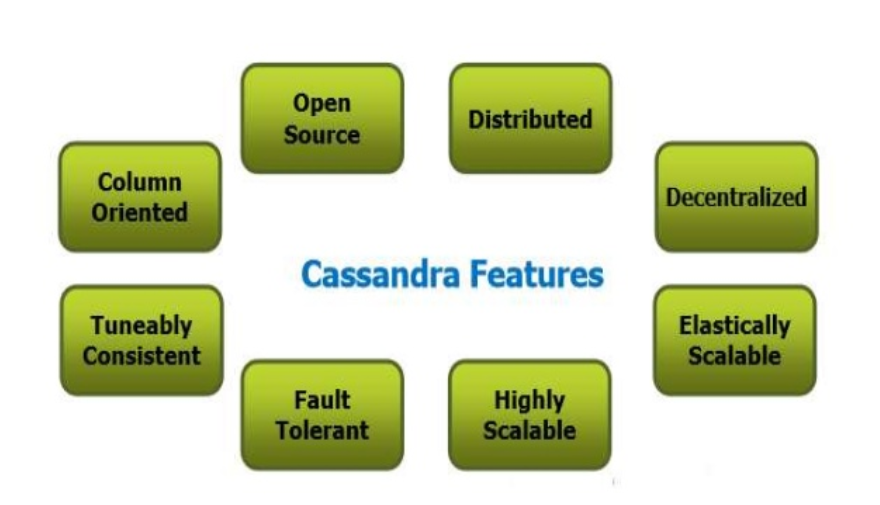 Open
Source
Distributed
Column
Oriented
Decentralized
Cassandra Features
Tuneably
Consistent
Elastically
Scalable
Fault
Tolerant
Highly
Scalable